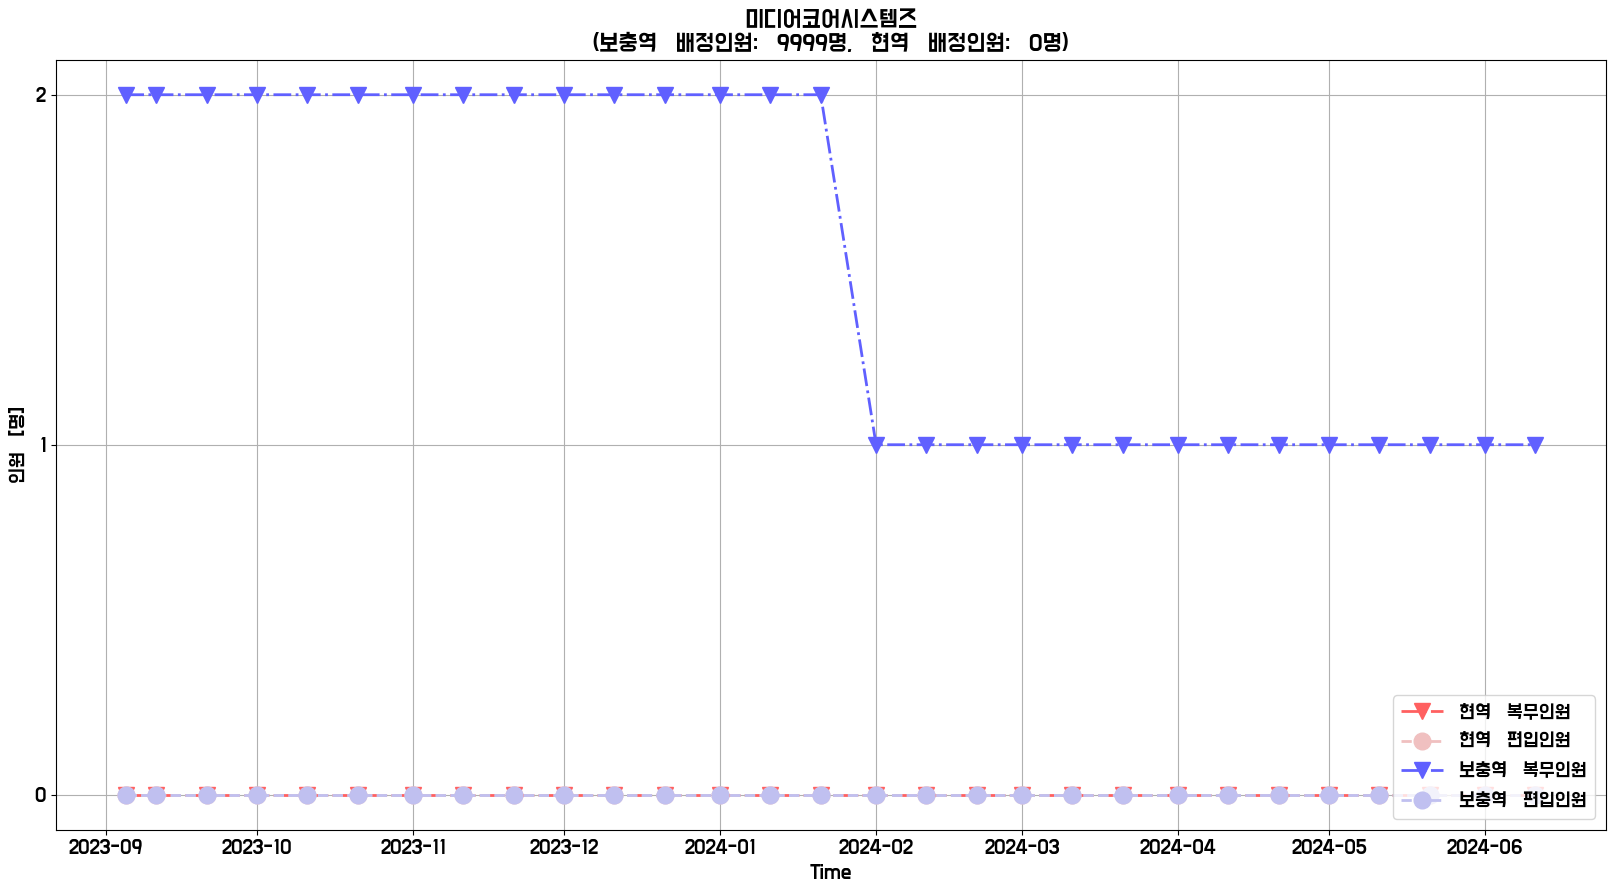 미디어코어시스템즈
(보충역 배정인원: 9999명, 현역 배정인원: 0명)
2
1
0
인원 [명]
현역 복무인원
현역 편입인원
보충역 복무인원
보충역 편입인원
2023-09 2023-10 2023-11 2023-12 2024-01 2024-02 2024-03 2024-04 2024-05 2024-06
Time